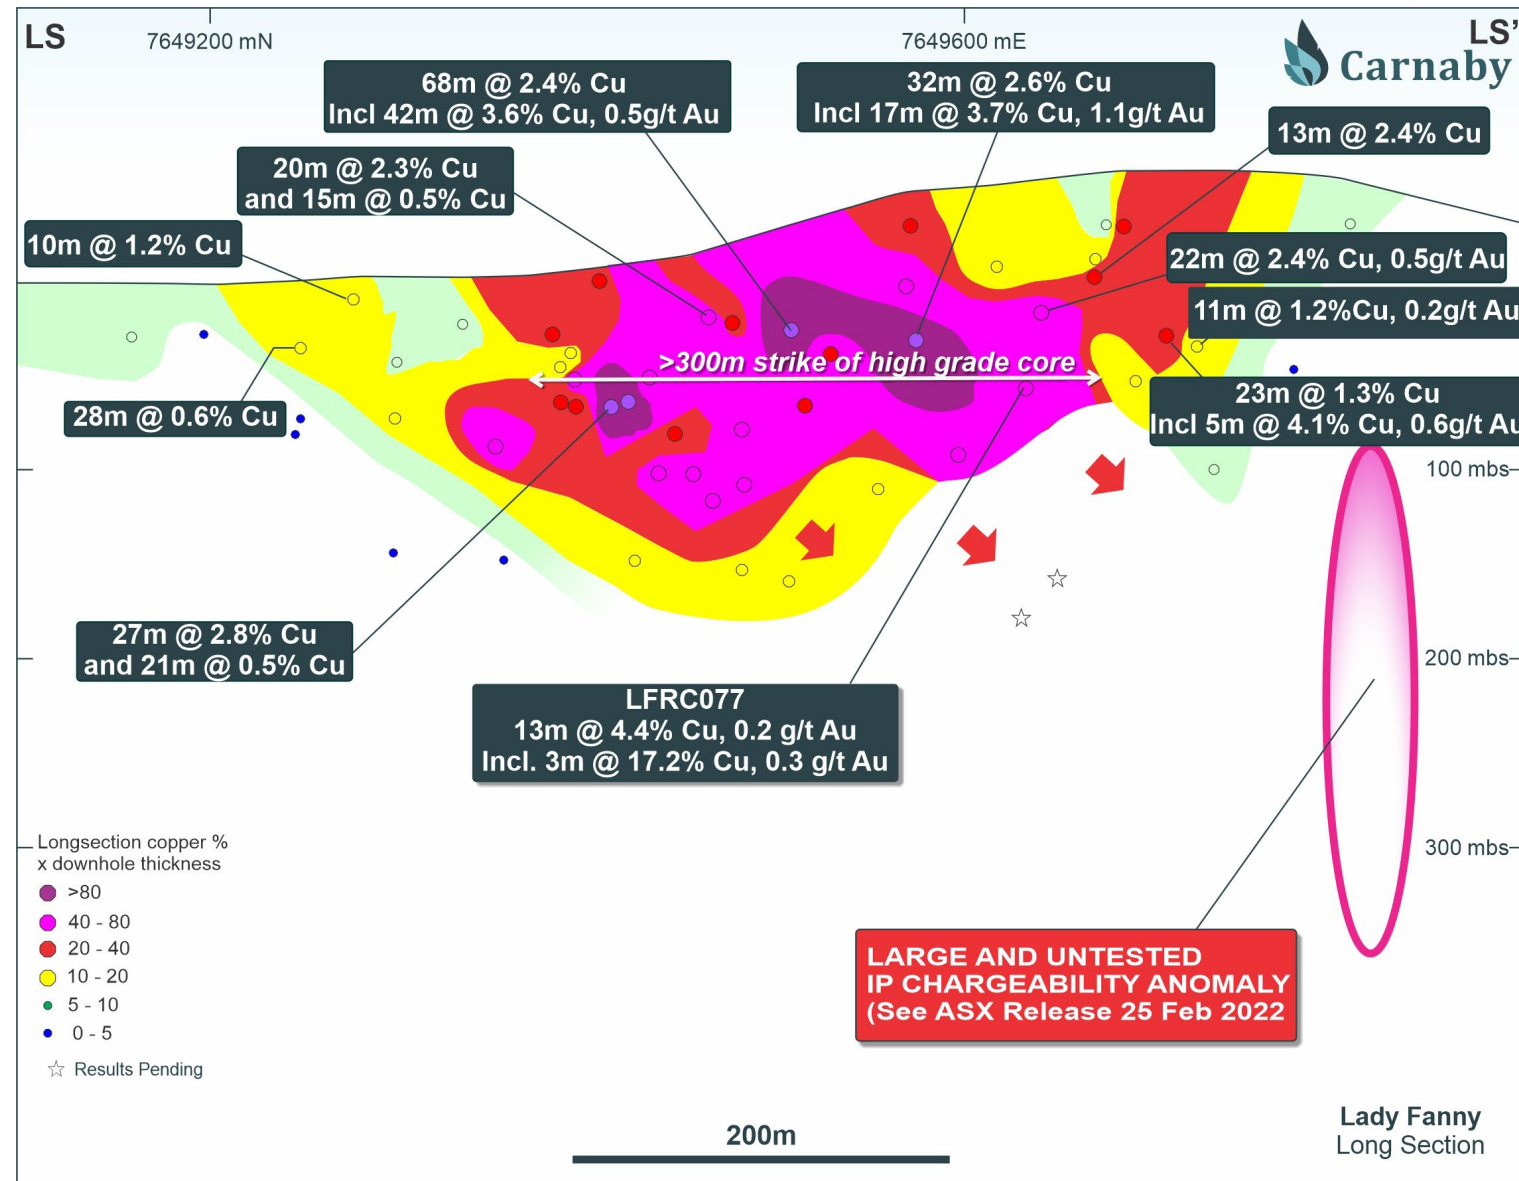 LS
7649200 mN
7649600 mE
LS'
Carnaby
68m @ 2.4% Cu
Incl 42m @ 3.6% Cu, 0.5g/t Au
32m @ 2.6% Cu
Incl 17m @ 3.7% Cu, 1.1g/t Au
13m @ 2.4% Cu
20m @ 2.3% Cu
and 15m @ 0.5% Cu
10m @ 1.2% Cu
22m @ 2.4% Cu, 0.5g/t Au
11m @ 1.2%Cu, 0.2g/t Au
>300m strike of high grade core
28m @ 0.6% Cu
23m @ 1.3% Cu
Incl 5m @ 4.1% Cu, 0.6g/t Au
100 mbs
27m @ 2.8% Cu
and 21m @ 0.5% Cu
200 mbs
LFRC077
13m @ 4.4% Cu, 0.2 g/t Au
Incl. 3m @ 17.2% Cu, 0.3 g/t Au
300 mbs
Longsection copper %
x downhole thickness
>80
40 - 80
20 - 40
10 - 20
5 - 10
0 - 5
Results Pending
LARGE AND UNTESTED
IP CHARGEABILITY ANOMALY
(See ASX Release 25 Feb 2022
200m
Lady Fanny
Long Section